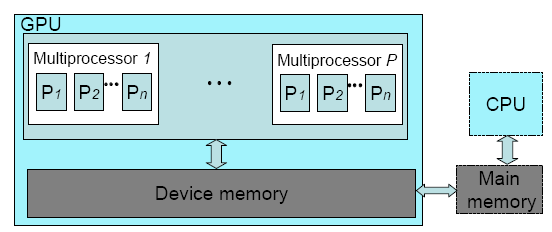 GPU
Multiprocessor 1
P1 P2 ... Pn
...
Multiprocessor P
P1 P2 ... Pn
CPU
Device memory
Main
memory